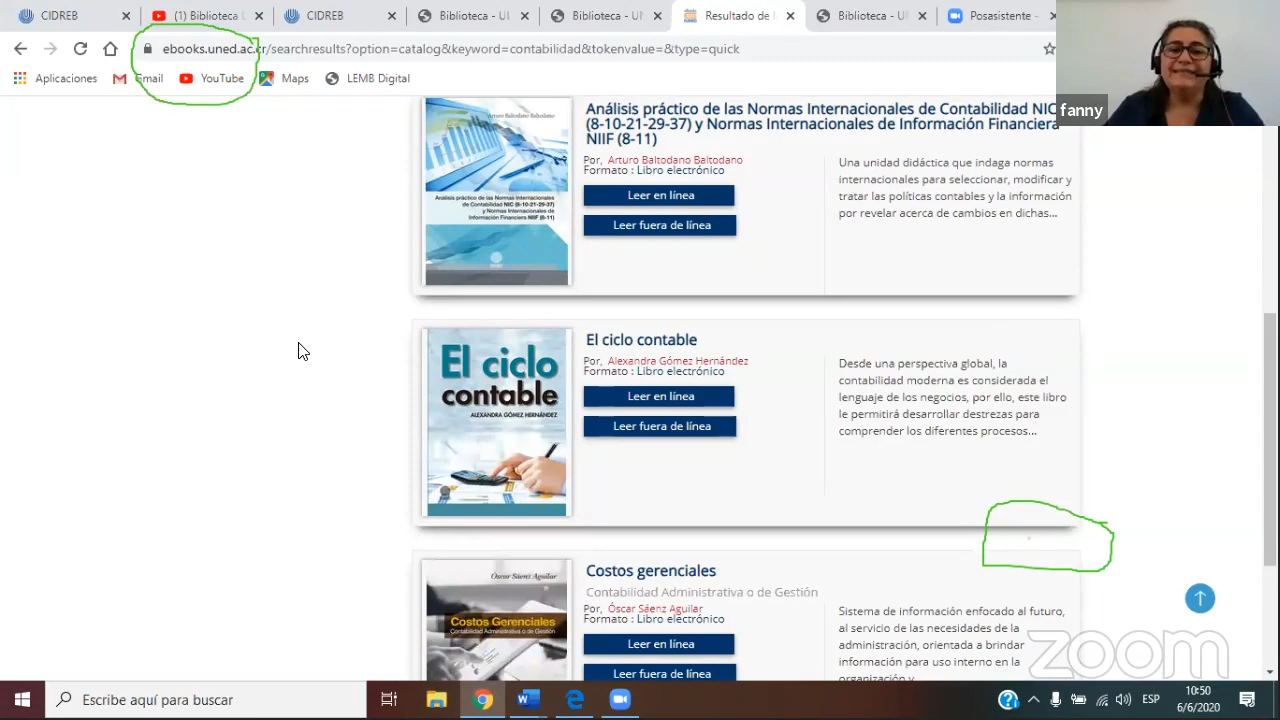 CIDREB
(1) B
CIDREB
Biblioteca - U
Biblioteca - U
Resultado de l
Biblioteca - U
Posasistente -
ebooks.uned.ac.cr/searchresults?option=catalog&keyword=contabilidad&tokenvalue=&type=quick
Aplicaciones
Gmail
YouTube
Maps
LEMB Digital
fanny
Arturo Baltodano Baltodano
Análisis práctico de las Normas Internacionales
de Contabilidad NIC (8-10-21-29-37)
y Normas Internacionales de
Información Financiera NIIF (8-11)
Análisis práctico de las Normas Internacionales de Contabilidad NIC
(8-10-21-29-37) y Normas Internacionales de Información Financiera
NIIF (8-11)
Por, Arturo Baltodano Baltodano
Formato : Libro electrónico
Leer en línea
Leer fuera de línea
Una unidad didáctica que indaga normas
internacionales para seleccionar, modificar y
tratar las políticas contables y la información
por revelar acerca de cambios en dichas...
El ciclo
contable
ALEXANDRA GÓMEZ HERNÁNDEZ
El ciclo contable
Por, Alexandra Gómez Hernández
Formato : Libro electrónico
Leer en línea
Leer fuera de línea
Desde una perspectiva global, la
contabilidad moderna es considerada el
lenguaje de los negocios, por ello, este libro
le permitirá desarrollar destrezas para
comprender los diferentes procesos...
Óscar Sáenz Aguilar
Costos Gerenciales
Contabilidad Administrativa o de Gestión
Costos gerenciales
Contabilidad Administrativa o de Gestión
Por, Óscar Sáenz Aguilar
Formato : Libro electrónico
Leer en línea
Leer fuera de línea
Sistema de información enfocado al futuro,
al servicio de las necesidades de la
administración, orientada a brindar
información para uso interno en la
organización y
zoom
Escribe aquí para buscar
ESP
10:50
6/6/2020